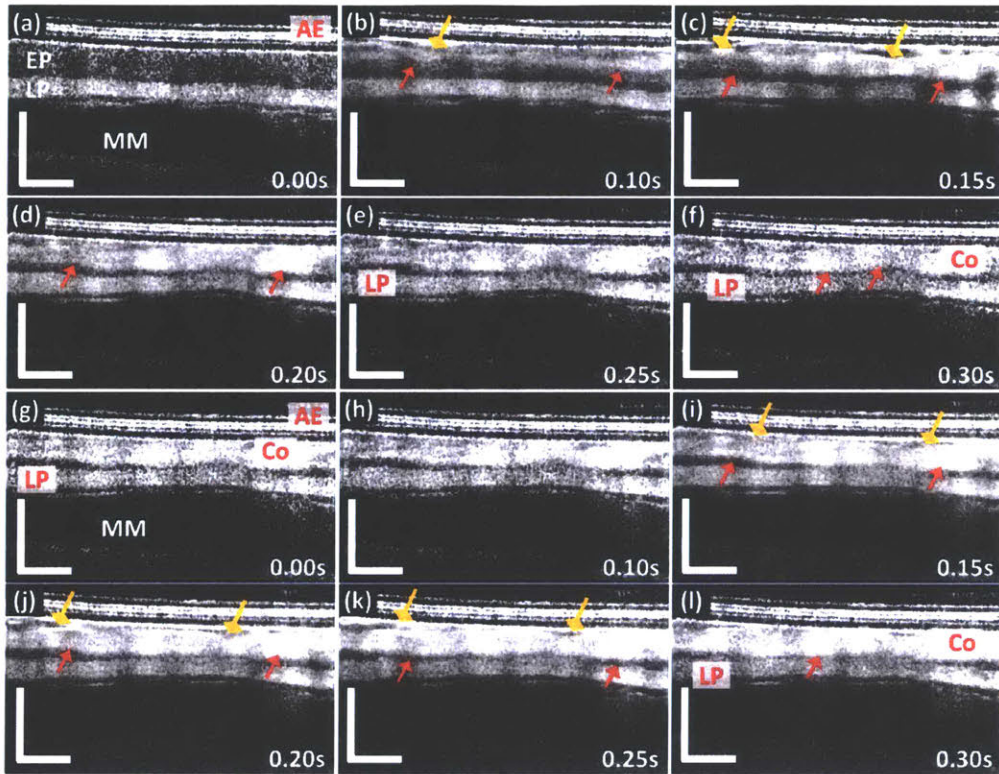 (a) AE
EP
LP
MM
0.00s
(b)
0.10s
(c)
0.15s
(d)
0.20s
(e)
LP
0.25s
(f)
Co
LP
0.30s
(g) AE
Co
LP
MM
0.00s
(h)
0.10s
(i)
0.15s
(j)
0.20s
(k)
0.25s
(l)
Co
LP
0.30s